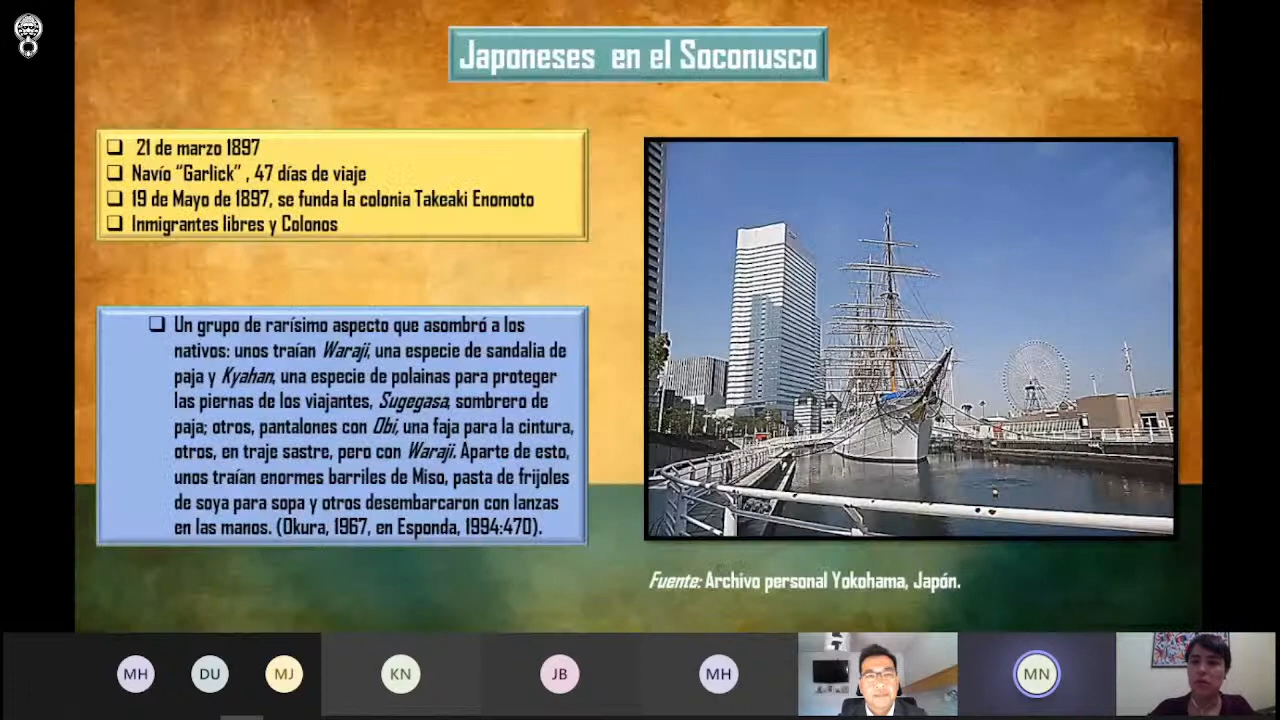 Japoneses en el Soconusco
21 de marzo 1897
Navío “Garlick” , 47 días de viaje
19 de Mayo de 1897, se funda la colonia Takeaki Enomoto
Inmigrantes libres y Colonos
Un grupo de rarísimo aspecto que asombró a los
nativos: unos traían Waraji, una especie de sandalia de
paja y Kyahan, una especie de polainas para proteger
las piernas de los viajantes, Sugegasa, sombrero de
paja; otros, pantalones con Obi, una faja para la cintura,
otros, en traje sastre, pero con Waraji. Aparte de esto,
unos traían enormes barriles de Miso, pasta de frijoles
de soya para sopa y otros desembarcaron con lanzas
en las manos. (Okura, 1967, en Esponda, 1994:470).
Fuente: Archivo personal Yokohama, Japón.
MH
DU
MJ
KN
JB
MH
MN